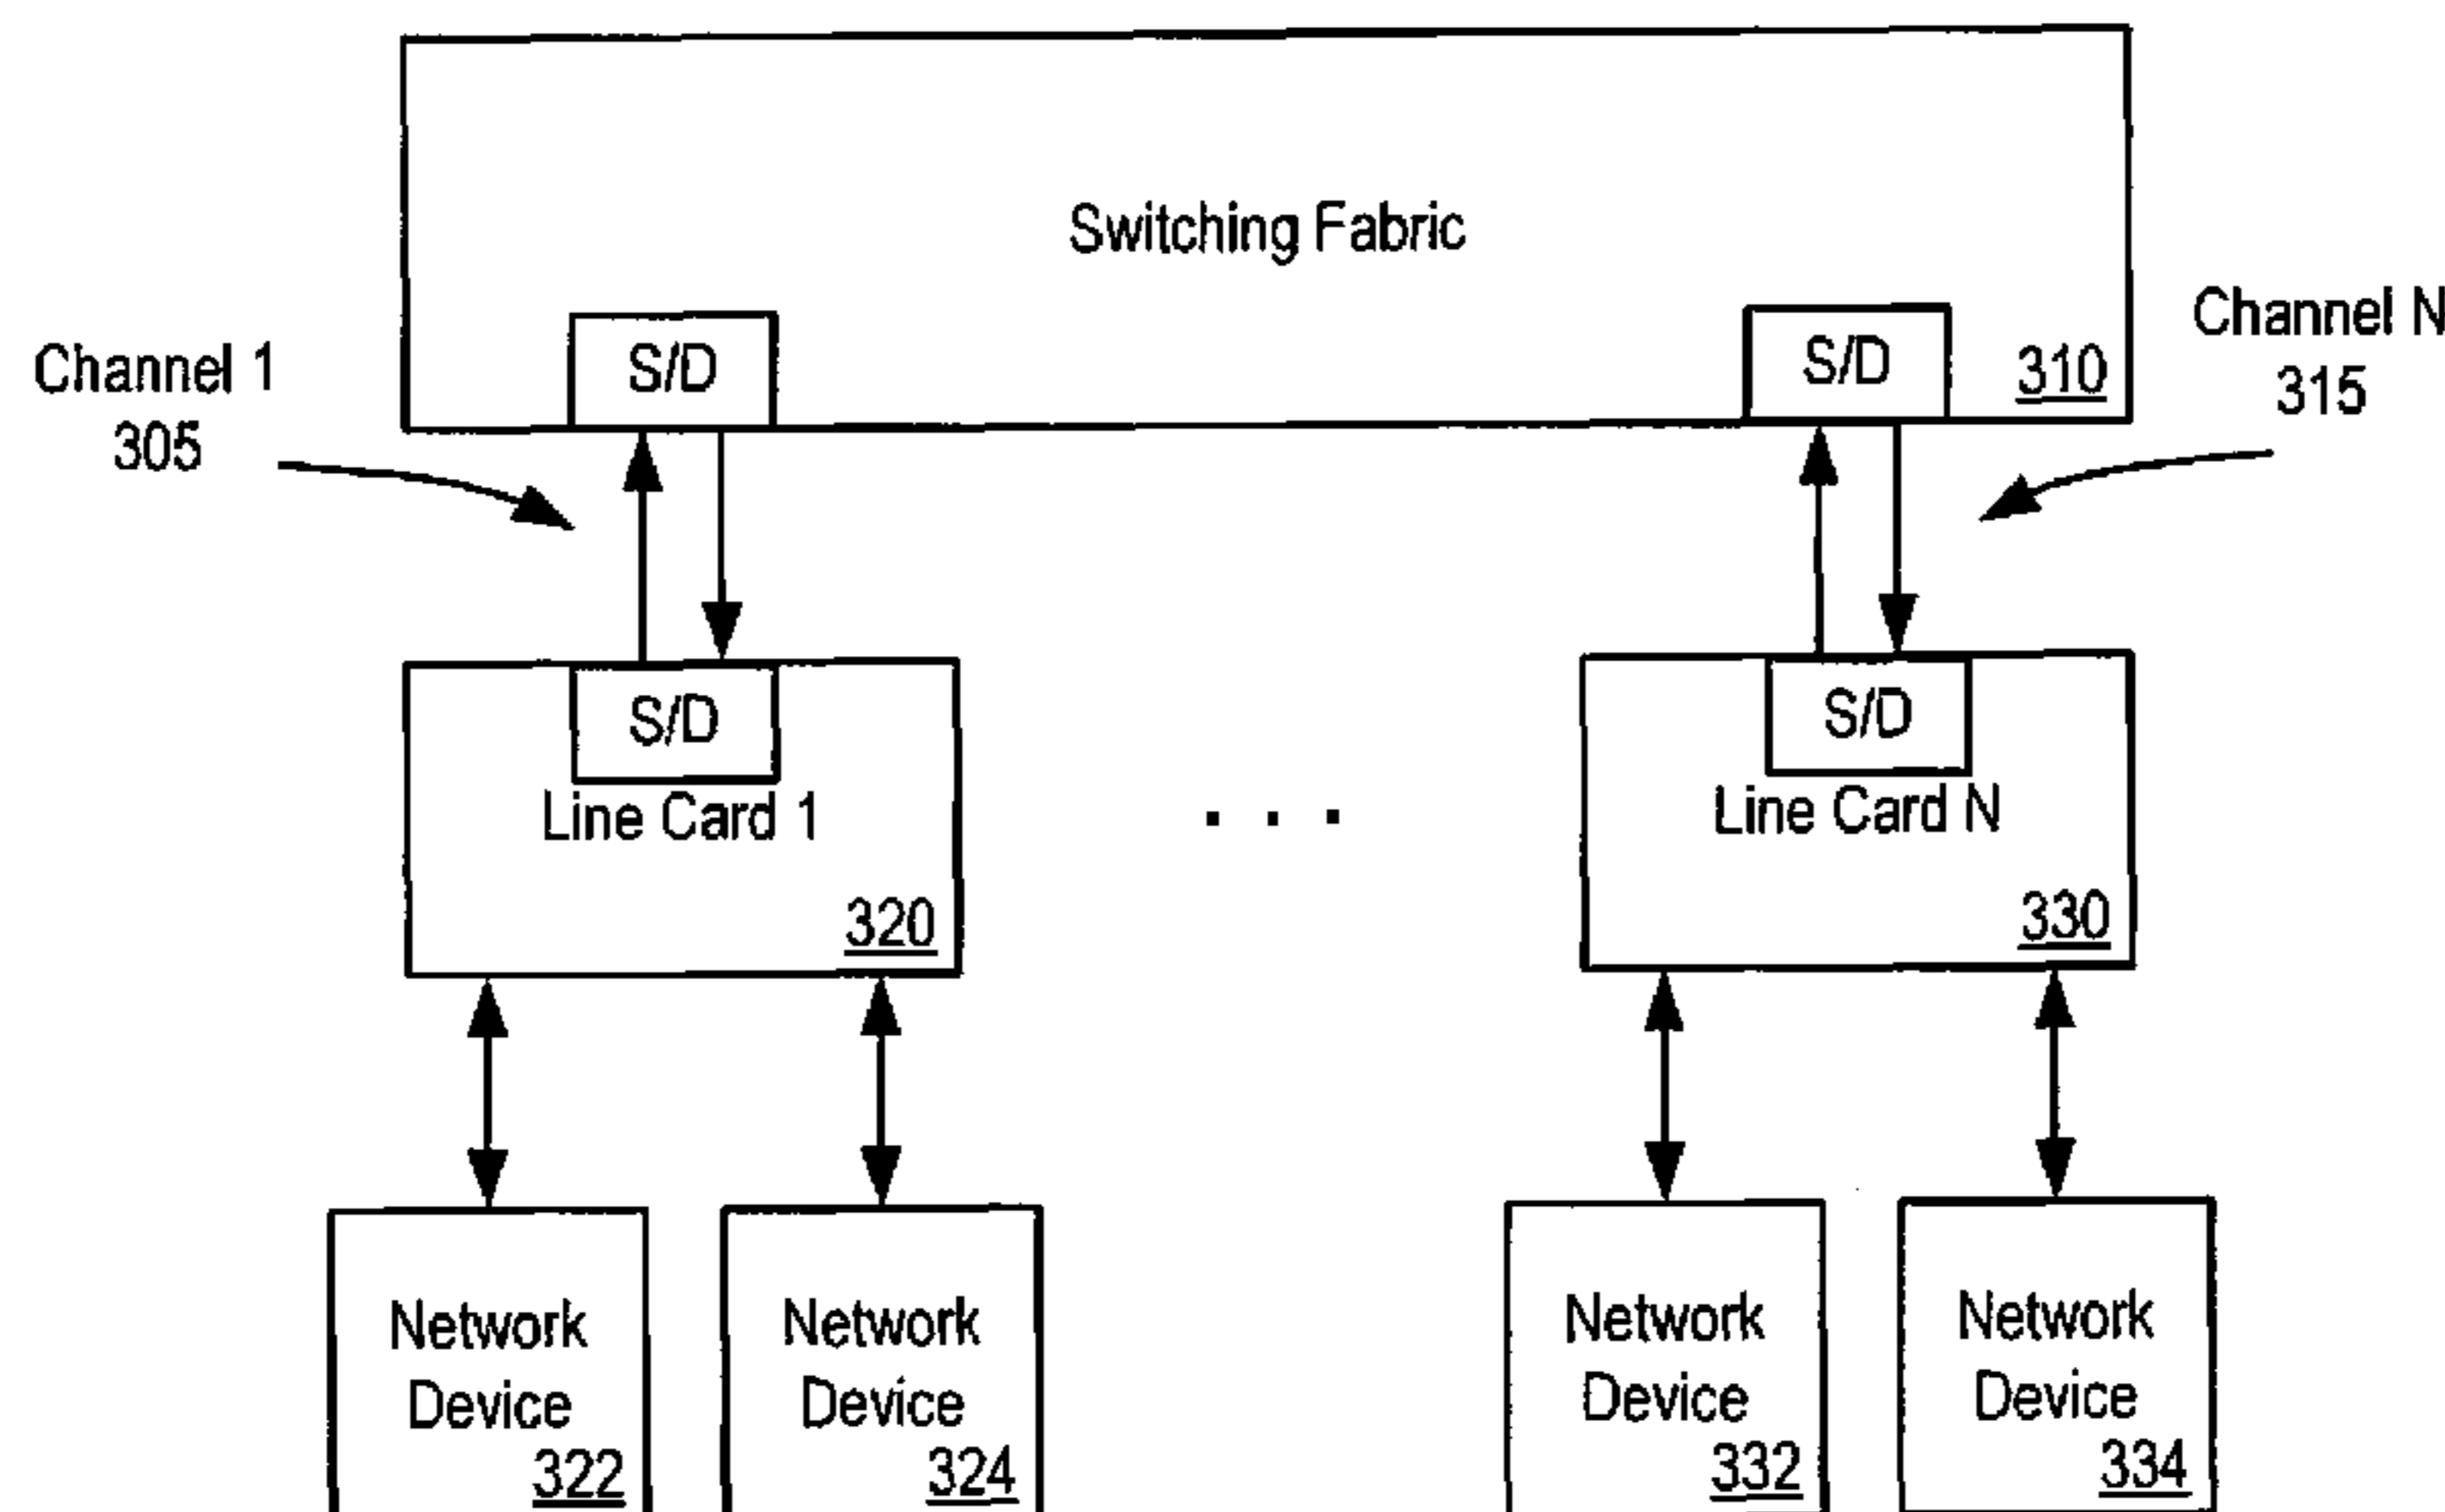 Switching Fabric
S/D
S/D
310
Channel 1
305
Channel N
315
S/D
Line Card 1
320
. . .
S/D
Line Card N
330
Network
Device
322
Network
Device
324
Network
Device
332
Network
Device
334